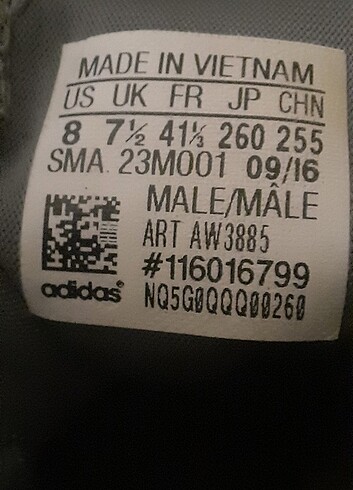 MADE IN VIETNAM
US UK FR JP CHN
8 7½ 41⅓ 260 255
SMA 23M001 09/16
MALE/MÂLE
ART AW3885
#116016799
adidas® NQ5G0QQQ00260